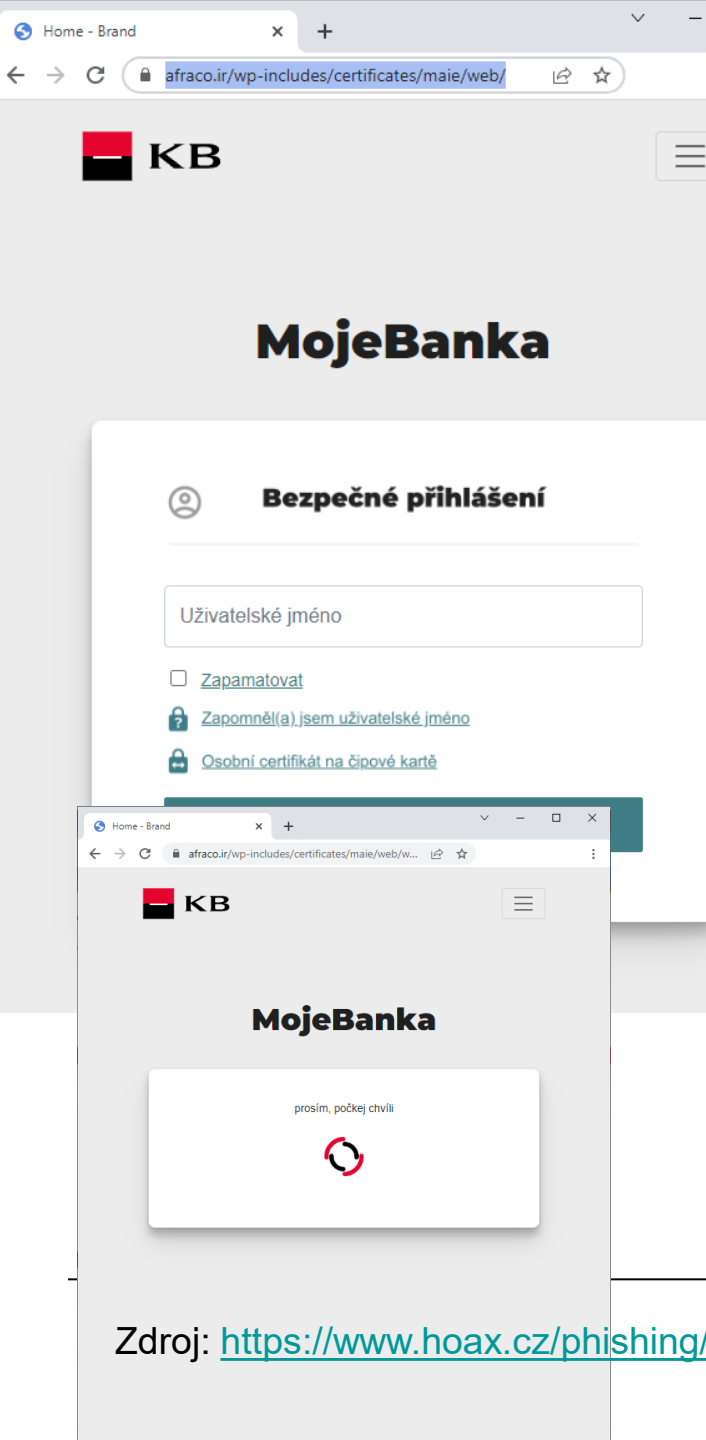 Home - Brand
afraco.ir/wp-includes/certificates/maie/web/
KB
MojeBanka
Bezpečné přihlášení
Uživatelské jméno
Zapamatovat
Zapomněl(a) jsem uživatelské jméno
Osobní certifikát na čipové kartě
Home - Brand
afraco.ir/wp-includes/certificates/maie/web/w...
KB
MojeBanka
prosím, počkej chvíli
Zdroj: https://www.hoax.cz/phishing/